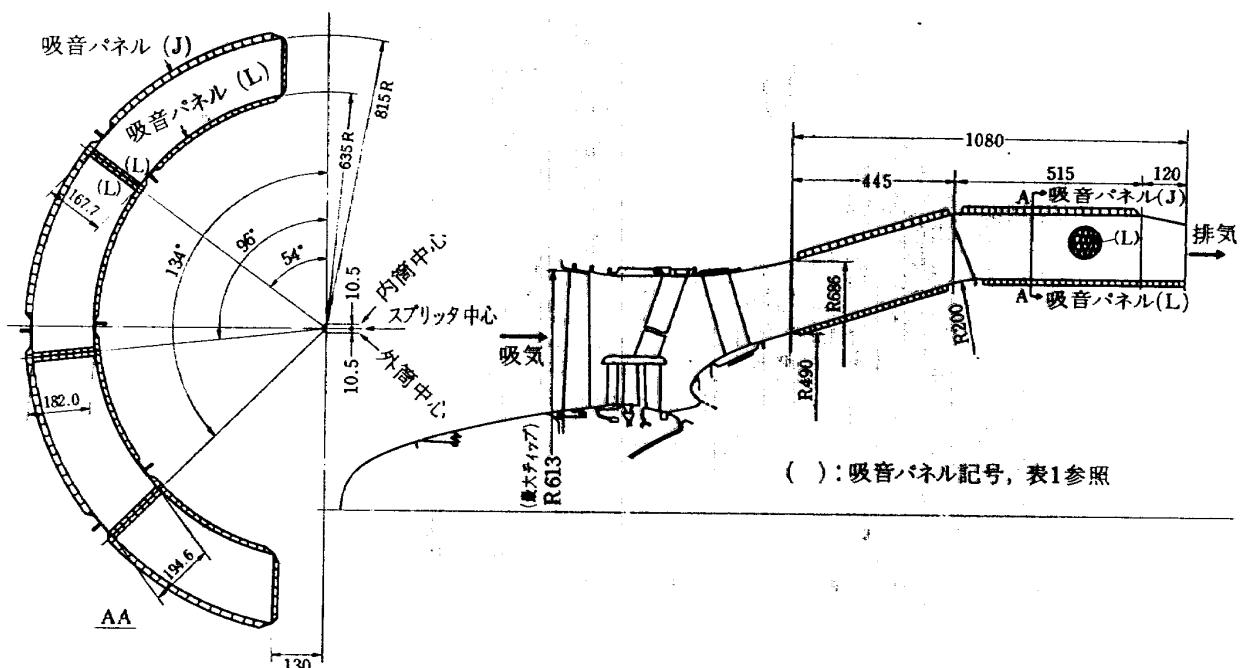 吸音パネル (J)
吸音パネル (L)
(L)
(L)
167.7
182.0
194.6
AA
130
134°
96°
54°
635R
815R
10.5
10.5
内筒中心
スプリッタ中心
外筒中心
吸気
(最大ティップ)
R613
1080
445
515
120
A 吸音パネル(J)
(L)
A 吸音パネル(L)
排気
R686
R490
R200
( ):吸音パネル記号, 表1参照